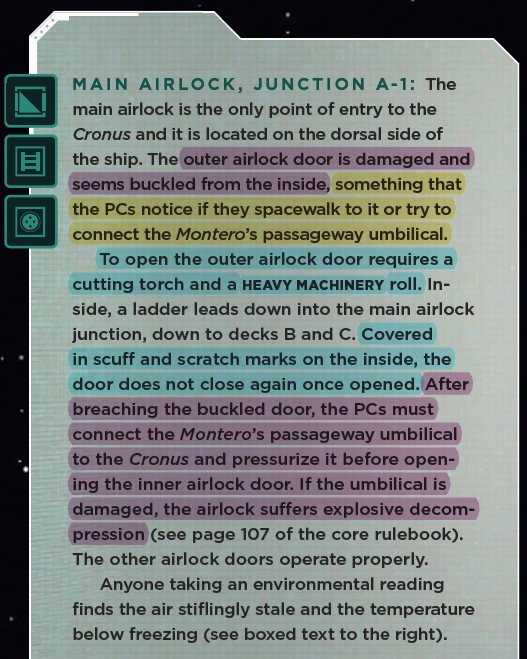 MAIN AIRLOCK, JUNCTION A-1: The
main airlock is the only point of entry to the
Cronus and it is located on the dorsal side of
the ship. The outer airlock door is damaged and
seems buckled from the inside, something that
the PCs notice if they spacewalk to it or try to
connect the Montero’s passageway umbilical.
To open the outer airlock door requires a
cutting torch and a HEAVY MACHINERY roll. In-
side, a ladder leads down into the main airlock
junction, down to decks B and C. Covered
in scuff and scratch marks on the inside, the
door does not close again once opened. After
breaching the buckled door, the PCs must
connect the Montero’s passageway umbilical
to the Cronus and pressurize it before open-
ing the inner airlock door. If the umbilical is
damaged, the airlock suffers explosive decom-
pression (see page 107 of the core rulebook).
The other airlock doors operate properly.
Anyone taking an environmental reading
finds the air stiflingly stale and the temperature
below freezing (see boxed text to the right).